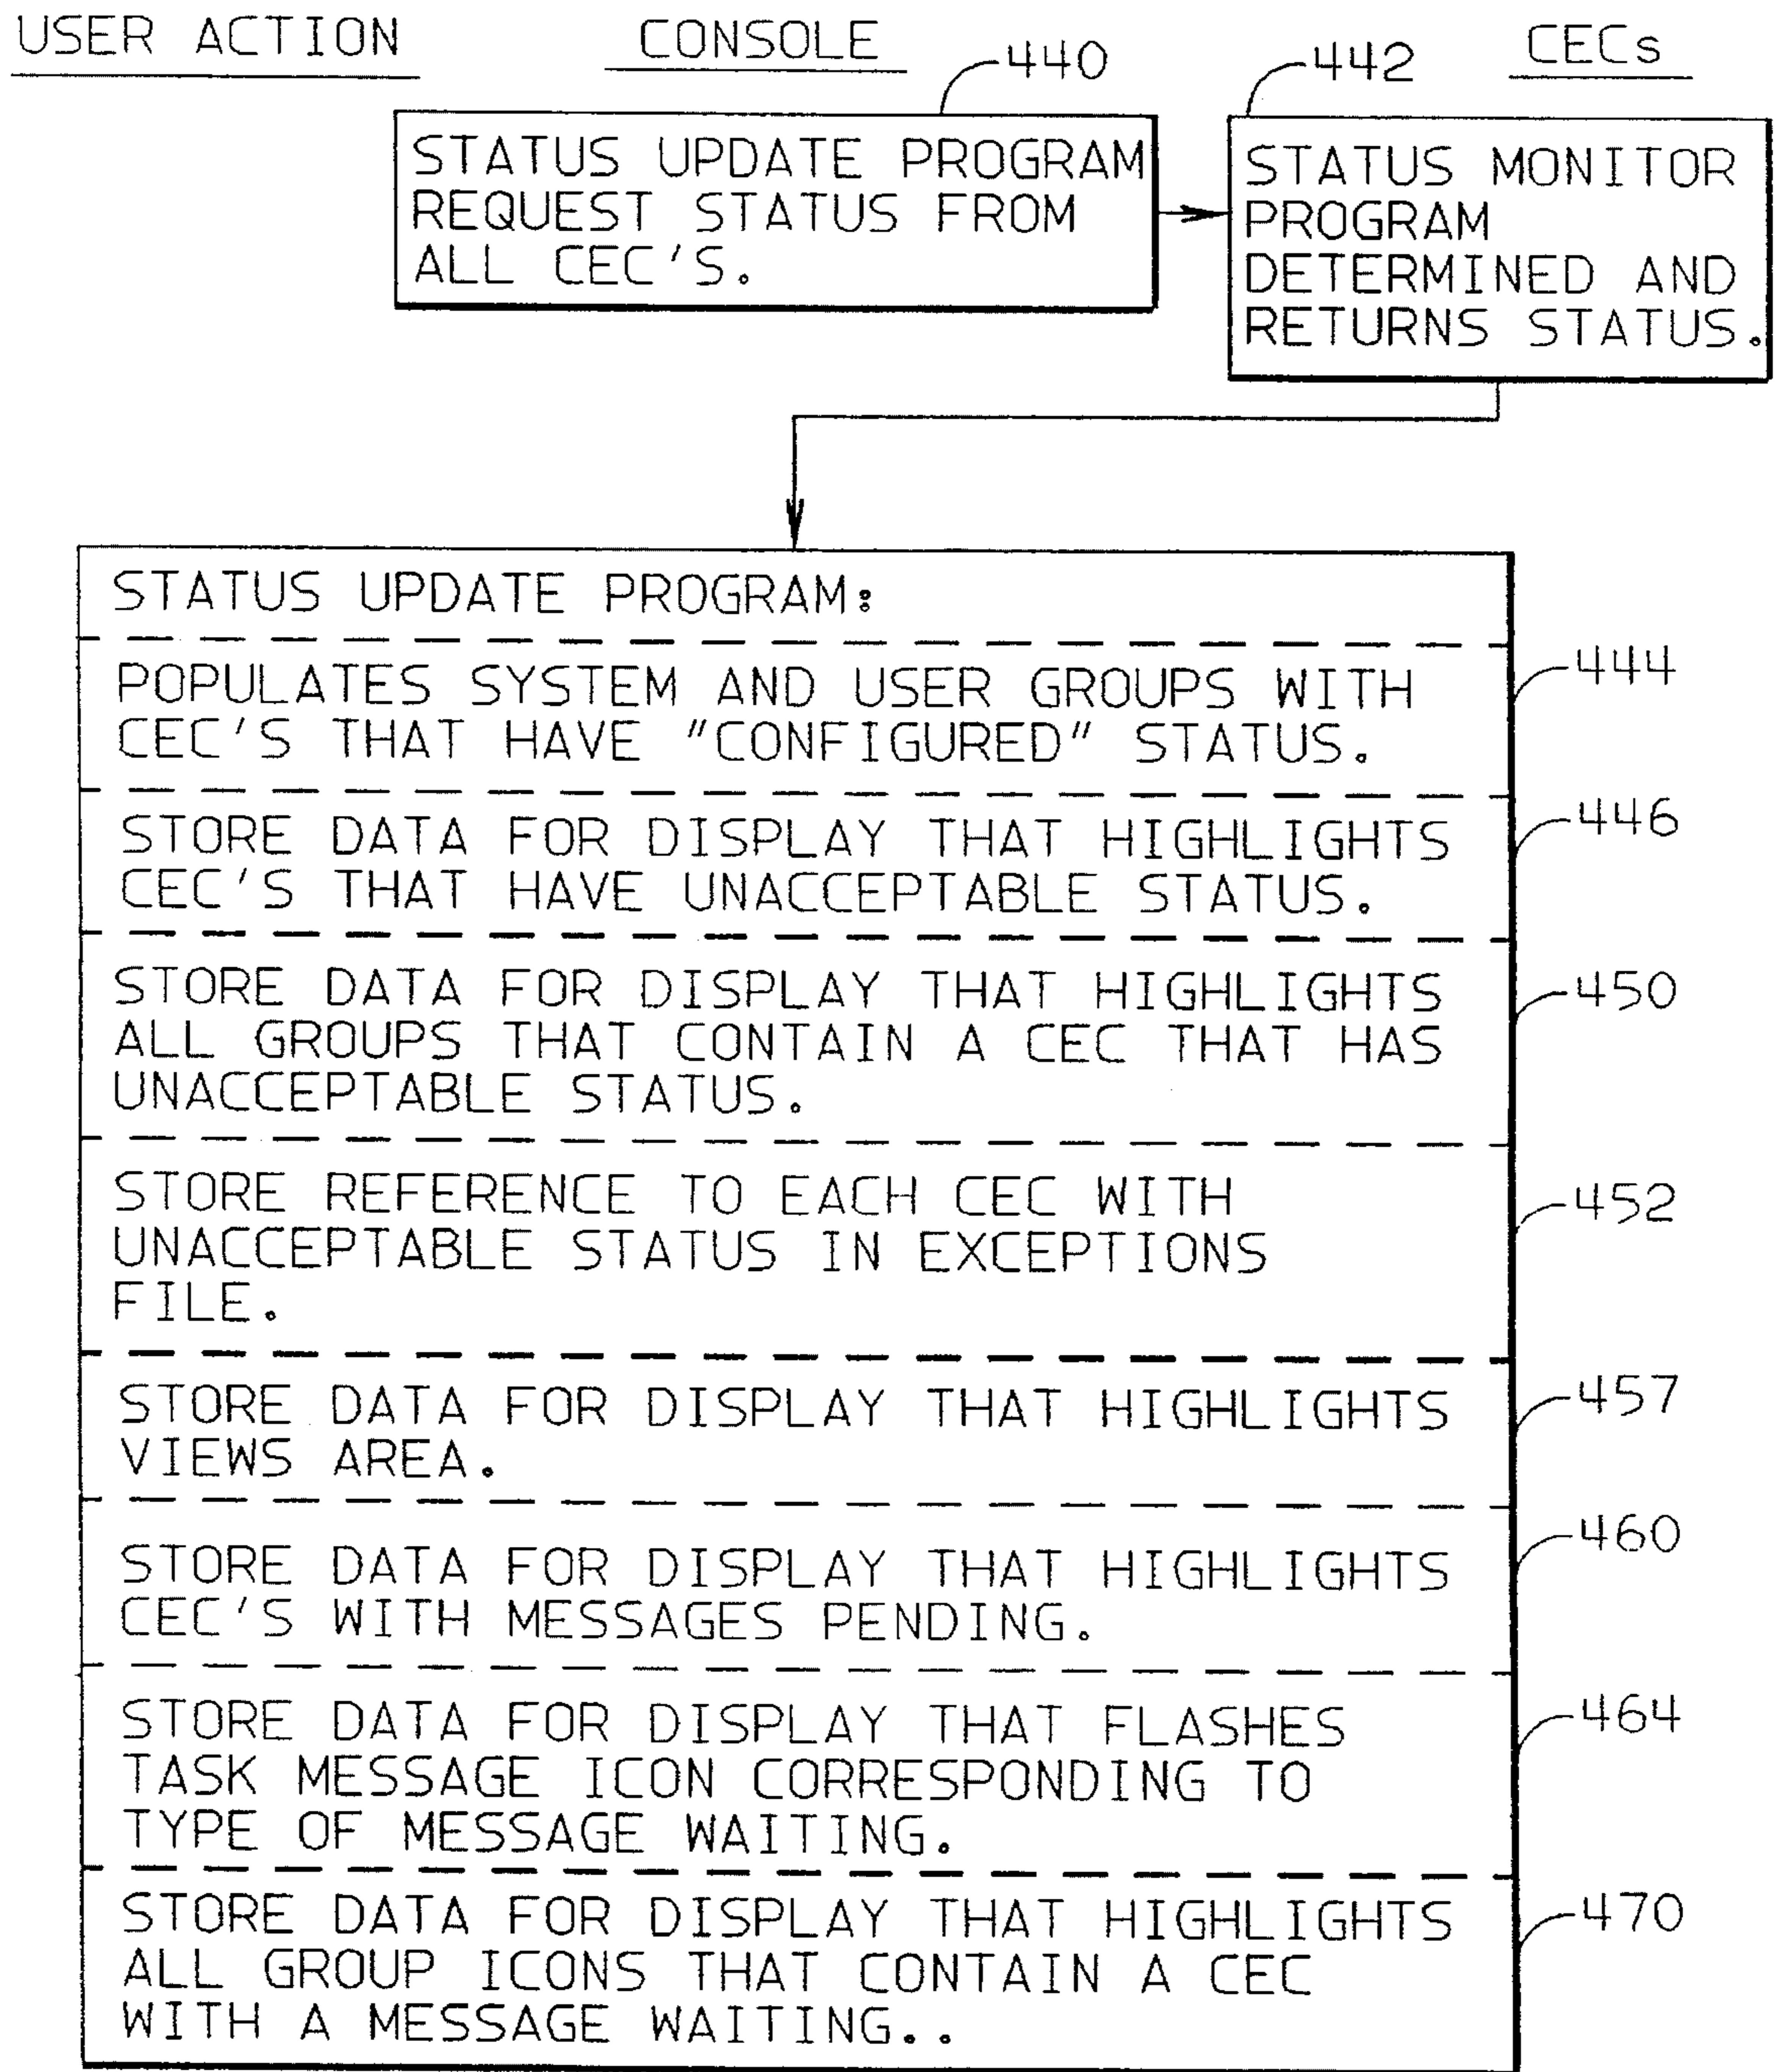 USER ACTION
CONSOLE
CECs
440
442
STATUS UPDATE PROGRAM
REQUEST STATUS FROM
ALL CEC'S.
STATUS MONITOR
PROGRAM
DETERMINED AND
RETURNS STATUS.
STATUS UPDATE PROGRAM:
POPULATES SYSTEM AND USER GROUPS WITH
CEC'S THAT HAVE "CONFIGURED" STATUS.
444
STORE DATA FOR DISPLAY THAT HIGHLIGHTS
CEC'S THAT HAVE UNACCEPTABLE STATUS.
446
STORE DATA FOR DISPLAY THAT HIGHLIGHTS
ALL GROUPS THAT CONTAIN A CEC THAT HAS
UNACCEPTABLE STATUS.
450
STORE REFERENCE TO EACH CEC WITH
UNACCEPTABLE STATUS IN EXCEPTIONS
FILE.
452
STORE DATA FOR DISPLAY THAT HIGHLIGHTS
VIEWS AREA.
457
STORE DATA FOR DISPLAY THAT HIGHLIGHTS
CEC'S WITH MESSAGES PENDING.
460
STORE DATA FOR DISPLAY THAT FLASHES
TASK MESSAGE ICON CORRESPONDING TO
TYPE OF MESSAGE WAITING.
464
STORE DATA FOR DISPLAY THAT HIGHLIGHTS
ALL GROUP ICONS THAT CONTAIN A CEC
WITH A MESSAGE WAITING..
470